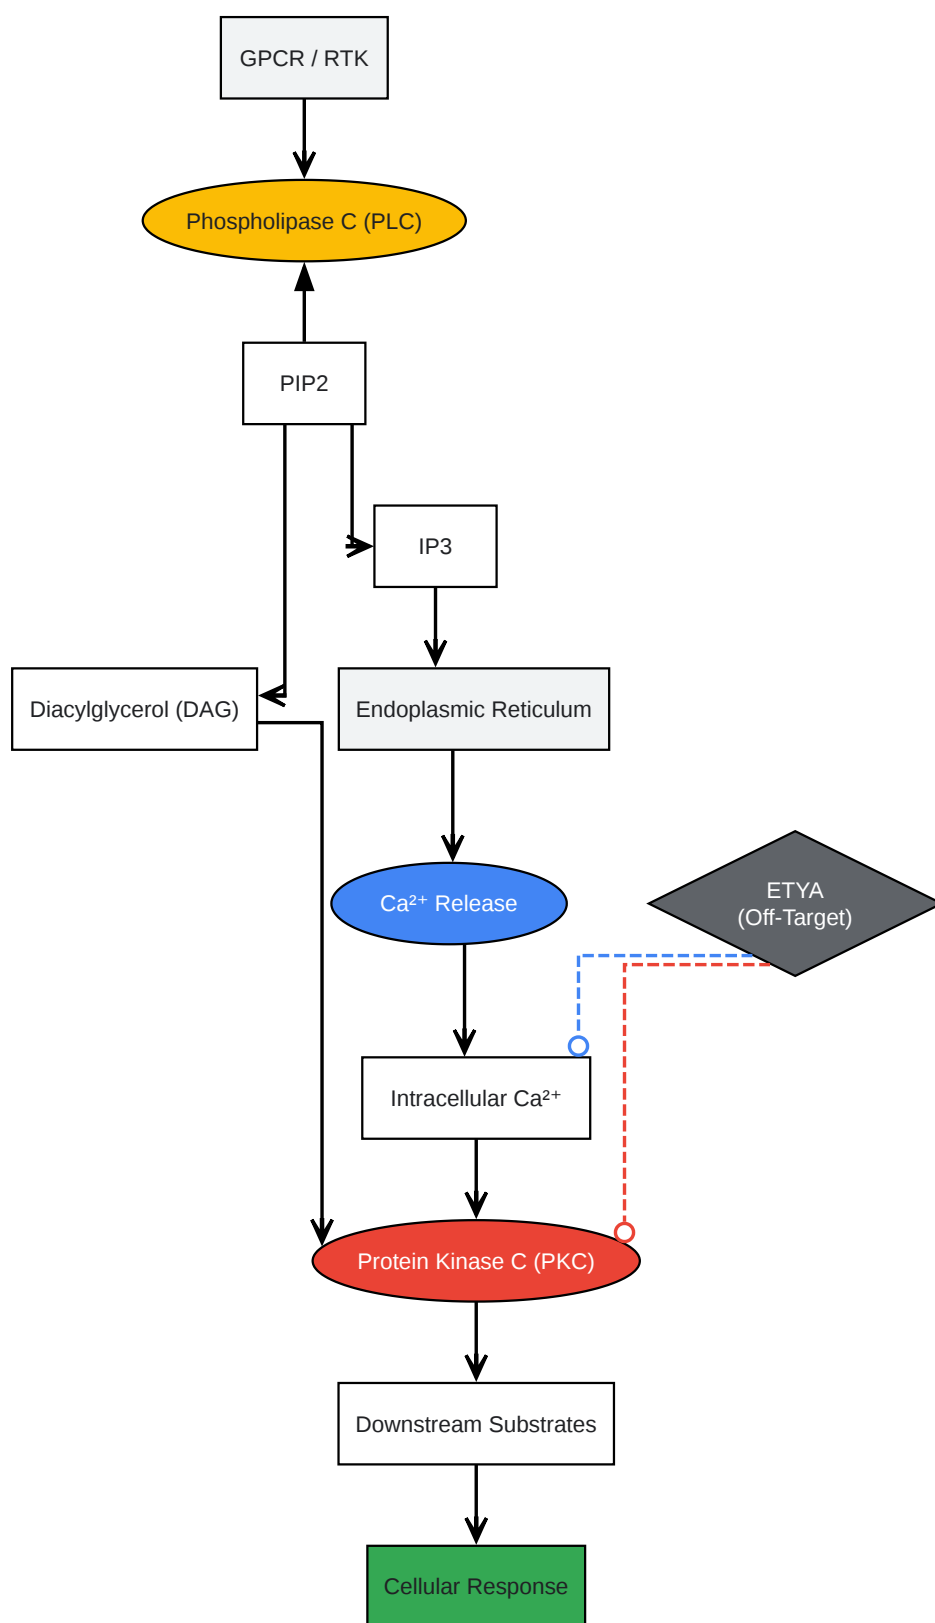 GPCR / RTK
Phospholipase C (PLC)
PIP2
IP3
Diacylglycerol (DAG)
Endoplasmic Reticulum
Ca²⁺ Release
ETYA
(Off-Target)
Intracellular Ca²⁺
Protein Kinase C (PKC)
Downstream Substrates
Cellular Response